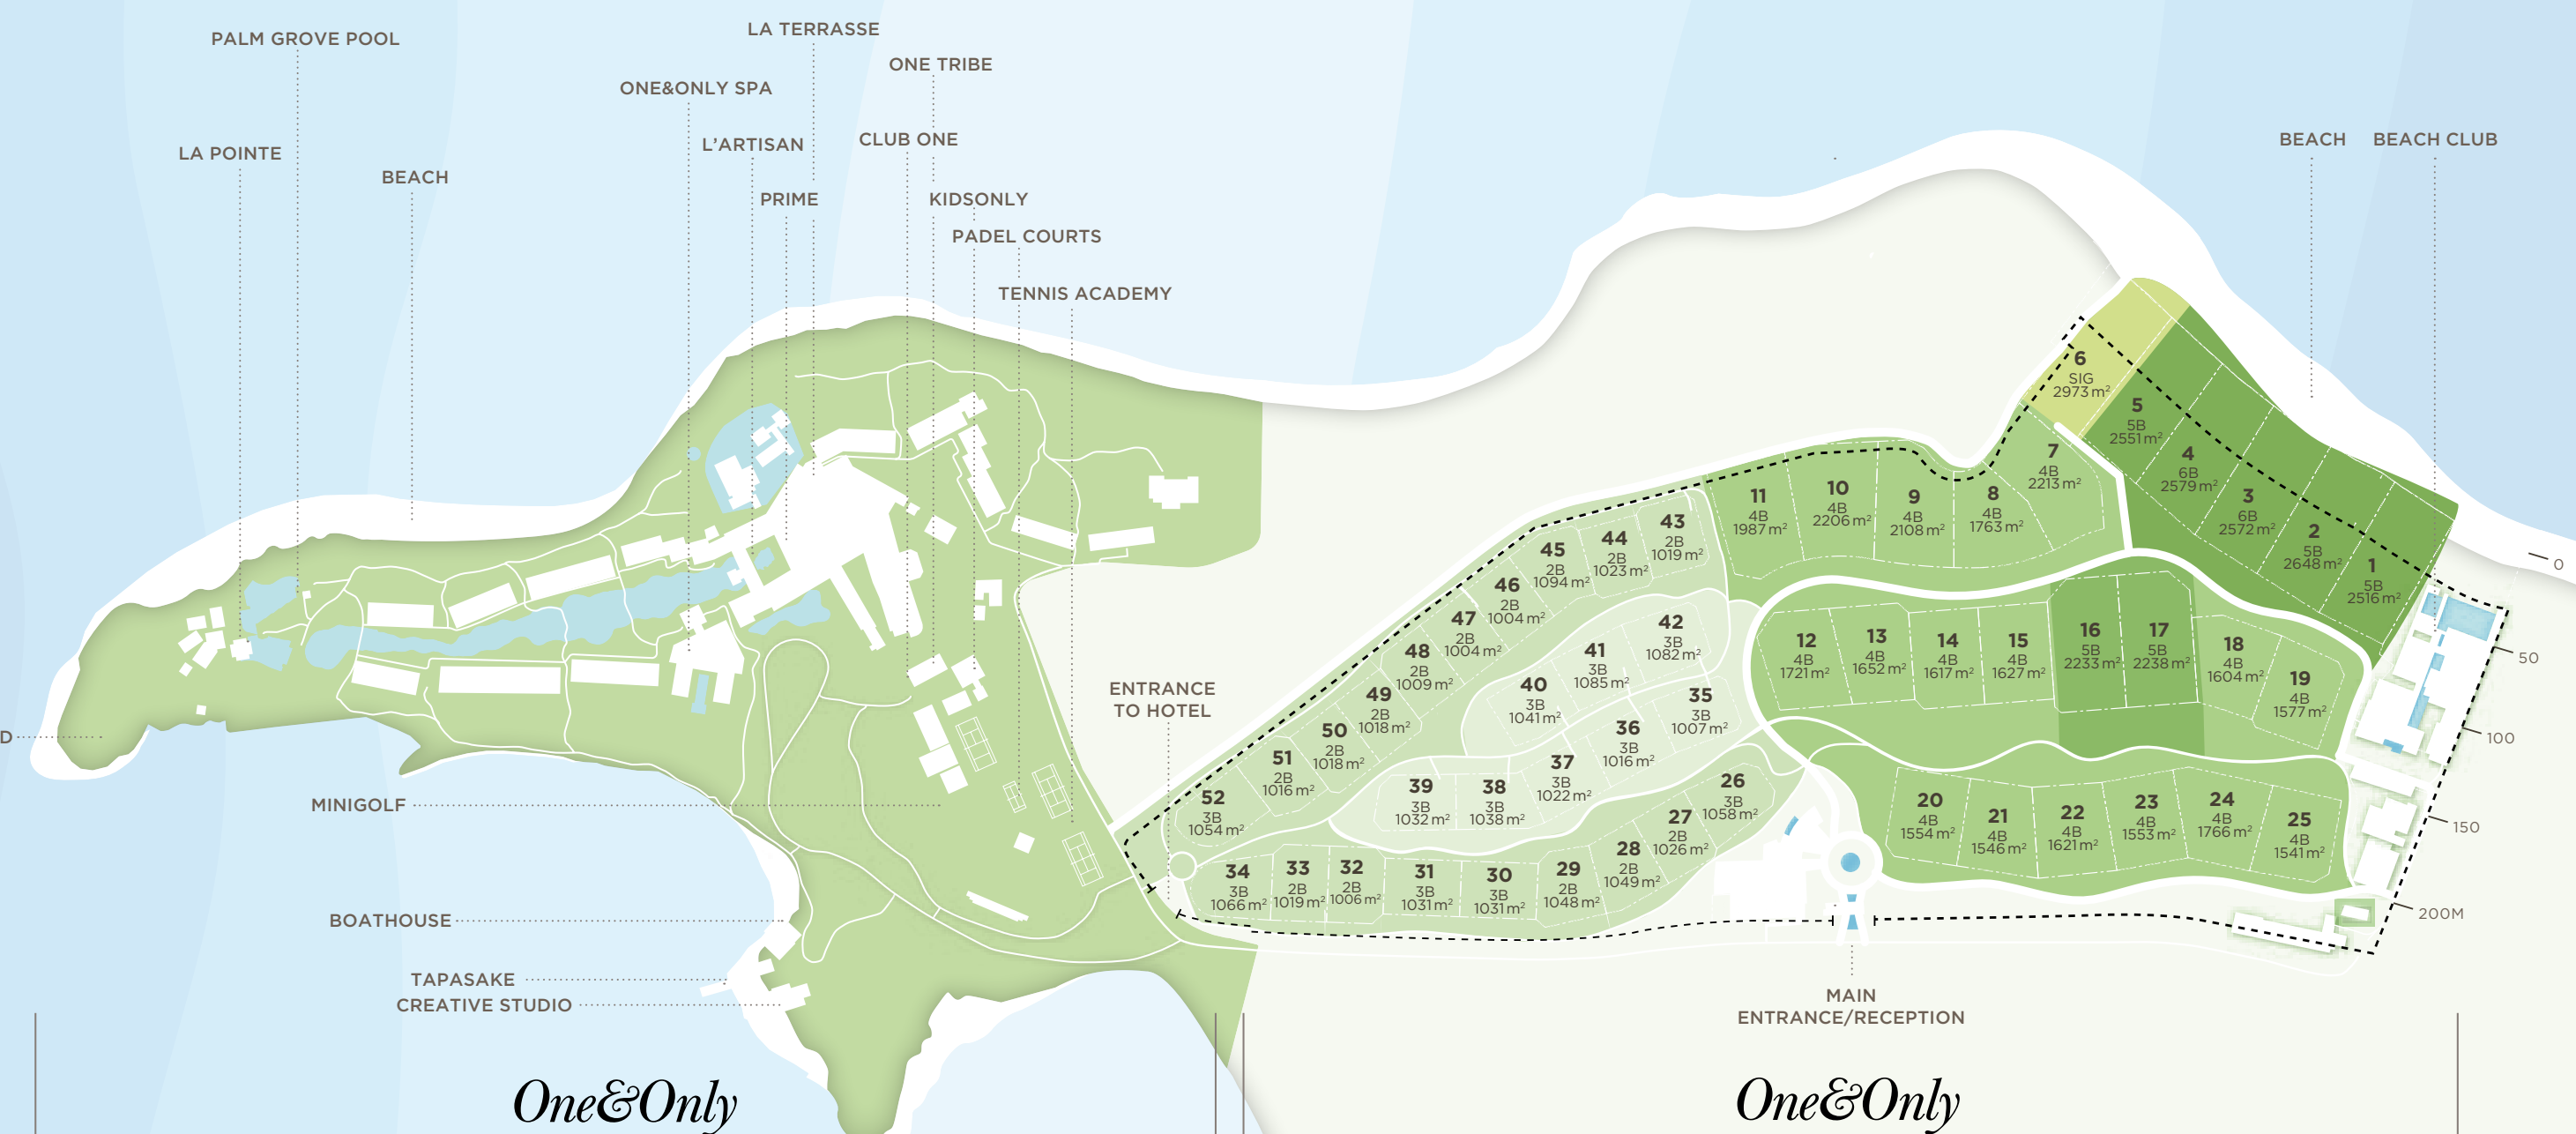 LA TERRASSE
PALM GROVE POOL
ONE TRIBE
ONE&ONLY SPA
L'ARTISAN
CLUB ONE
BEACH
BEACH CLUB
LA POINTE
BEACH
PRIME
KIDSONLY
PADEL COURTS
TENNIS ACADEMY
6
SIG
2973 m²
5
5B
2551 m²
4
6B
2579 m²
3
6B
2572 m²
2
5B
2648 m²
1
5B
2516 m²
7
4B
2213 m²
8
4B
1763 m²
9
4B
2108 m²
10
4B
2206 m²
11
4B
1987 m²
43
2B
1019 m²
44
2B
1023 m²
45
2B
1094 m²
46
2B
1004 m²
47
2B
1004 m²
48
2B
1009 m²
49
2B
1018 m²
50
2B
1018 m²
51
2B
1016 m²
52
3B
1054 m²
42
3B
1082 m²
41
3B
1085 m²
40
3B
1041 m²
35
3B
1007 m²
36
3B
1016 m²
37
3B
1022 m²
38
3B
1038 m²
39
3B
1032 m²
12
4B
1721 m²
13
4B
1652 m²
14
4B
1617 m²
15
4B
1627 m²
16
5B
2233 m²
17
5B
2238 m²
18
4B
1604 m²
19
4B
1577 m²
20
4B
1554 m²
21
4B
1546 m²
22
4B
1621 m²
23
4B
1553 m²
24
4B
1766 m²
25
4B
1541 m²
26
3B
1058 m²
27
2B
1026 m²
28
2B
1049 m²
29
2B
1048 m²
30
3B
1031 m²
31
3B
1031 m²
32
2B
1006 m²
33
2B
1019 m²
34
3B
1066 m²
0
50
100
150
200M
ENTRANCE
TO HOTEL
D
MINIGOLF
BOATHOUSE
TAPASAKE
CREATIVE STUDIO
MAIN
ENTRANCE/RECEPTION
One&Only
One&Only